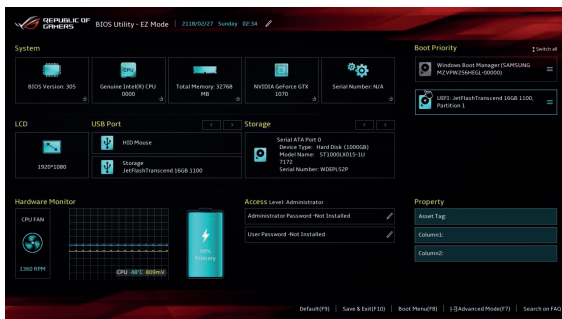 REPUBLIC OF GAMERS
BIOS Utility - EZ Mode
2118/02/27 Sunday 02:34
System
BIOS Version: 305
CPU
Genuine Intel(R) CPU 0000
Total Memory: 32768 MB
NVIDIA GeForce GTX 1070
Serial Number: N/A
Boot Priority
Switch all
Windows Boot Manager (SAMSUNG MZVPW256HEGL-00000)
UEFI: JetFlashTranscend 16GB 1100, Partition 1
LCD
1920*1080
USB Port
HID Mouse
Storage
JetFlashTranscend 16GB 1100
Storage
Serial ATA Port 0
Device Type: Hard Disk (1000GB)
Model Name: ST1000LX015-1U
7172
Serial Number: WDEPLS2P
Hardware Monitor
CPU FAN
1360 RPM
CPU 48°C 809mV
Primary
Access Level: Administrator
Administrator Password -Not Installed
User Password -Not Installed
Property
Asset Tag:
Column1:
Column2:
Default(F9)
Save & Exit(F10)
Boot Menu(F8)
Advanced Mode(F7)
Search on FAQ